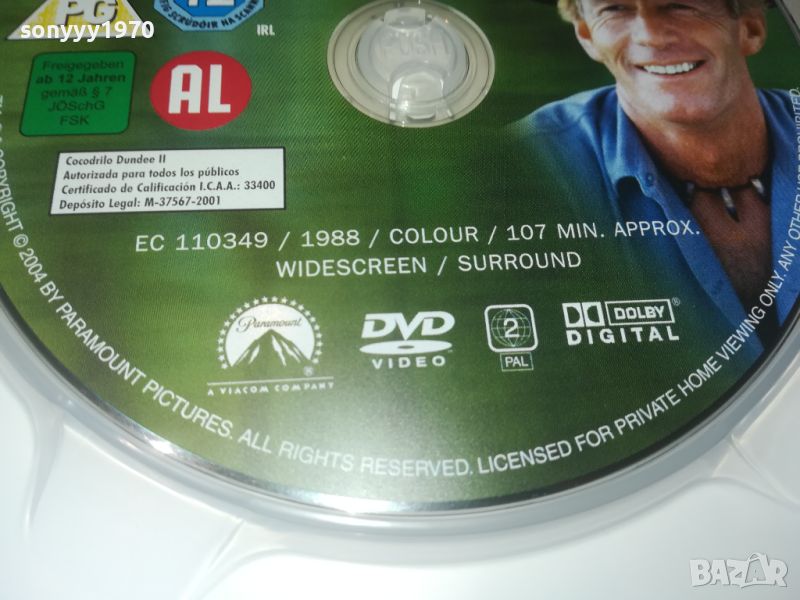 sonyyy1970
PG
IRL
Freigegeben
ab 12 Jahren
gemäß § 7
JÖSchG
FSK
AL
PUSH
Cocodrilo Dundee II
Autorizada para todos los públicos
Certificado de Calificación I.C.A.A.: 33400
Depósito Legal: M-37567-2001
EC 110349 / 1988 / COLOUR / 107 MIN. APPROX.
WIDESCREEN / SURROUND
Paramount
A VIACOM COMPANY
DVD
VIDEO
2
PAL
DOLBY
DIGITAL
COPYRIGHT © 2004 BY PARAMOUNT PICTURES. ALL RIGHTS RESERVED. LICENSED FOR PRIVATE HOME VIEWING ONLY. ANY OTHER
BAZAR